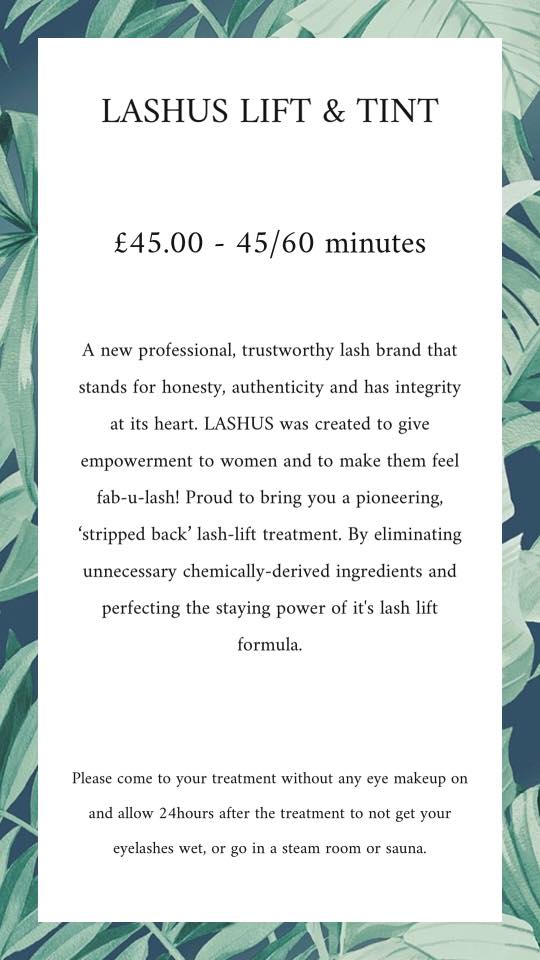 LASHUS LIFT & TINT
£45.00 - 45/60 minutes
A new professional, trustworthy lash brand that
stands for honesty, authenticity and has integrity
at its heart. LASHUS was created to give
empowerment to women and to make them feel
fab-u-lash! Proud to bring you a pioneering,
‘stripped back’ lash-lift treatment. By eliminating
unnecessary chemically-derived ingredients and
perfecting the staying power of it's lash lift
formula.
Please come to your treatment without any eye makeup on
and allow 24hours after the treatment to not get your
eyelashes wet, or go in a steam room or sauna.